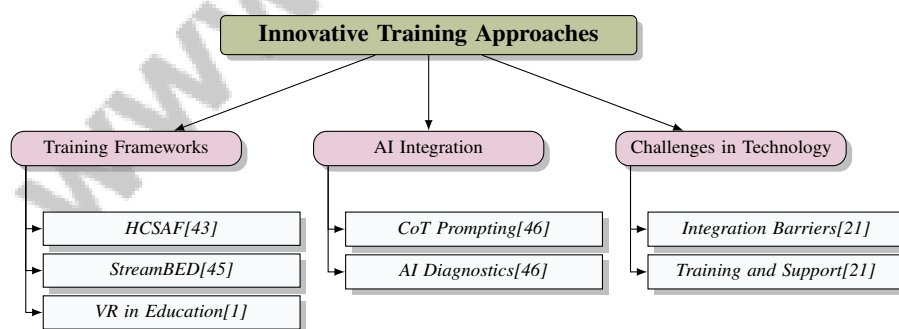 Innovative Training Approaches
Training Frameworks
AI Integration
Challenges in Technology
HCSAF[43]
CoT Prompting[46]
Integration Barriers[21]
StreamBED[45]
AI Diagnostics[46]
Training and Support[21]
VR in Education[1]